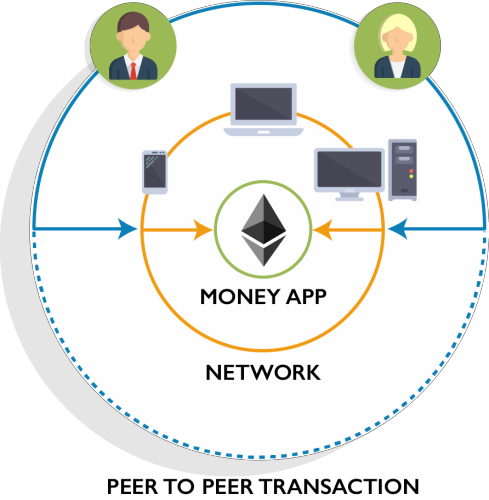 MONEY APP
NETWORK
PEER TO PEER TRANSACTION